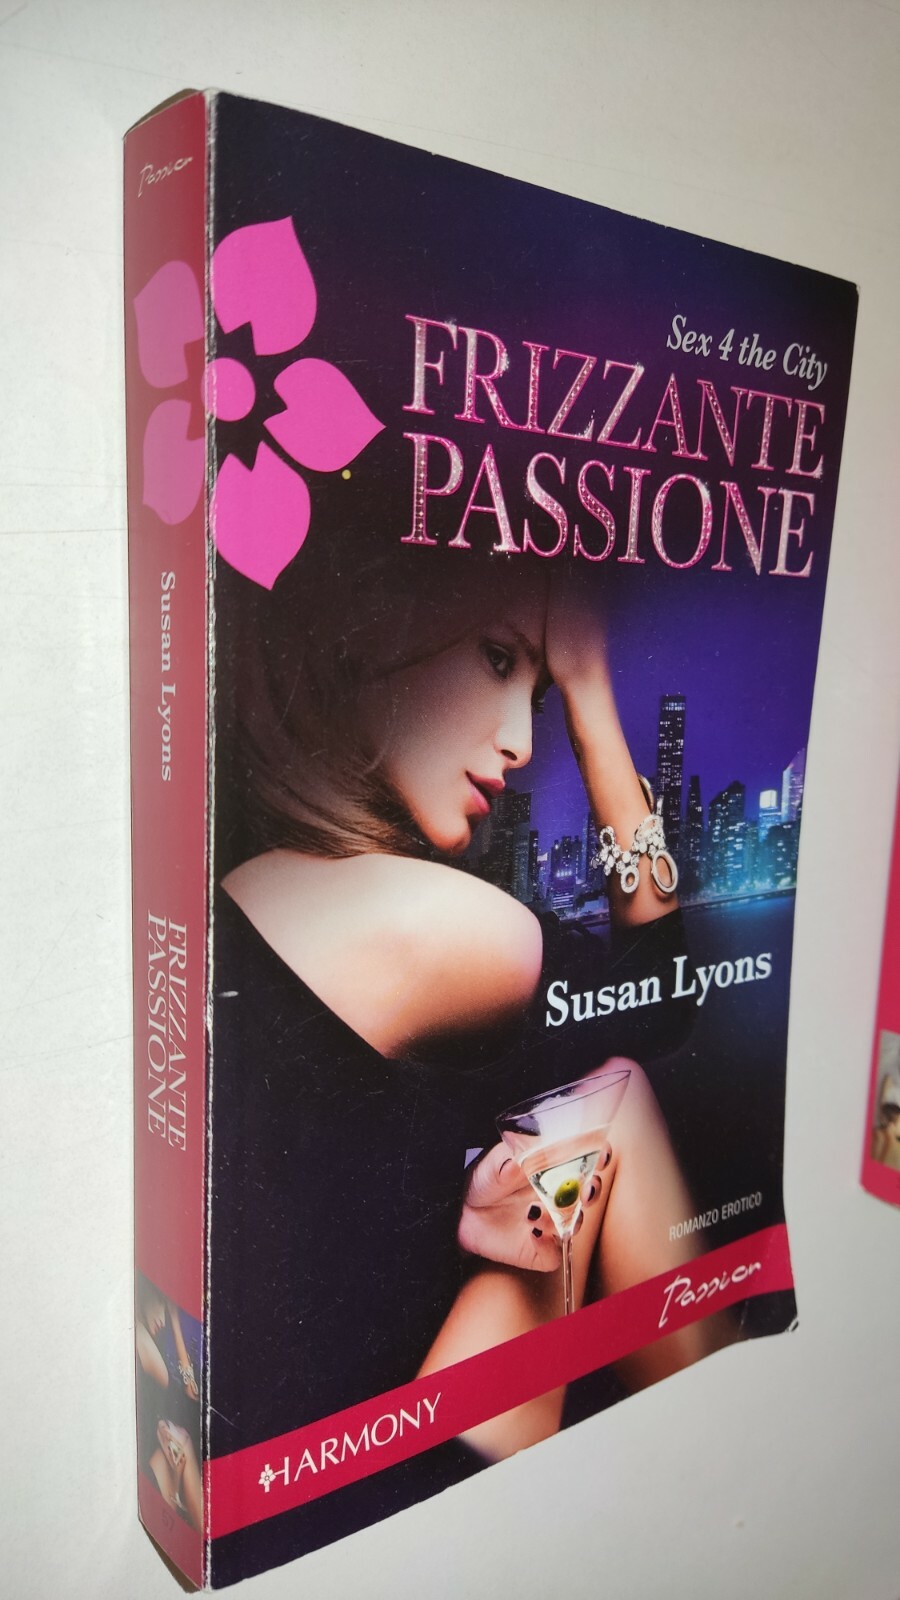 Passion
Susan Lyons
FRIZZANTE
PASSIONE
Sex 4 the City
FRIZZANTE
PASSIONE
Susan Lyons
ROMANZO EROTICO
Passion
HARMONY